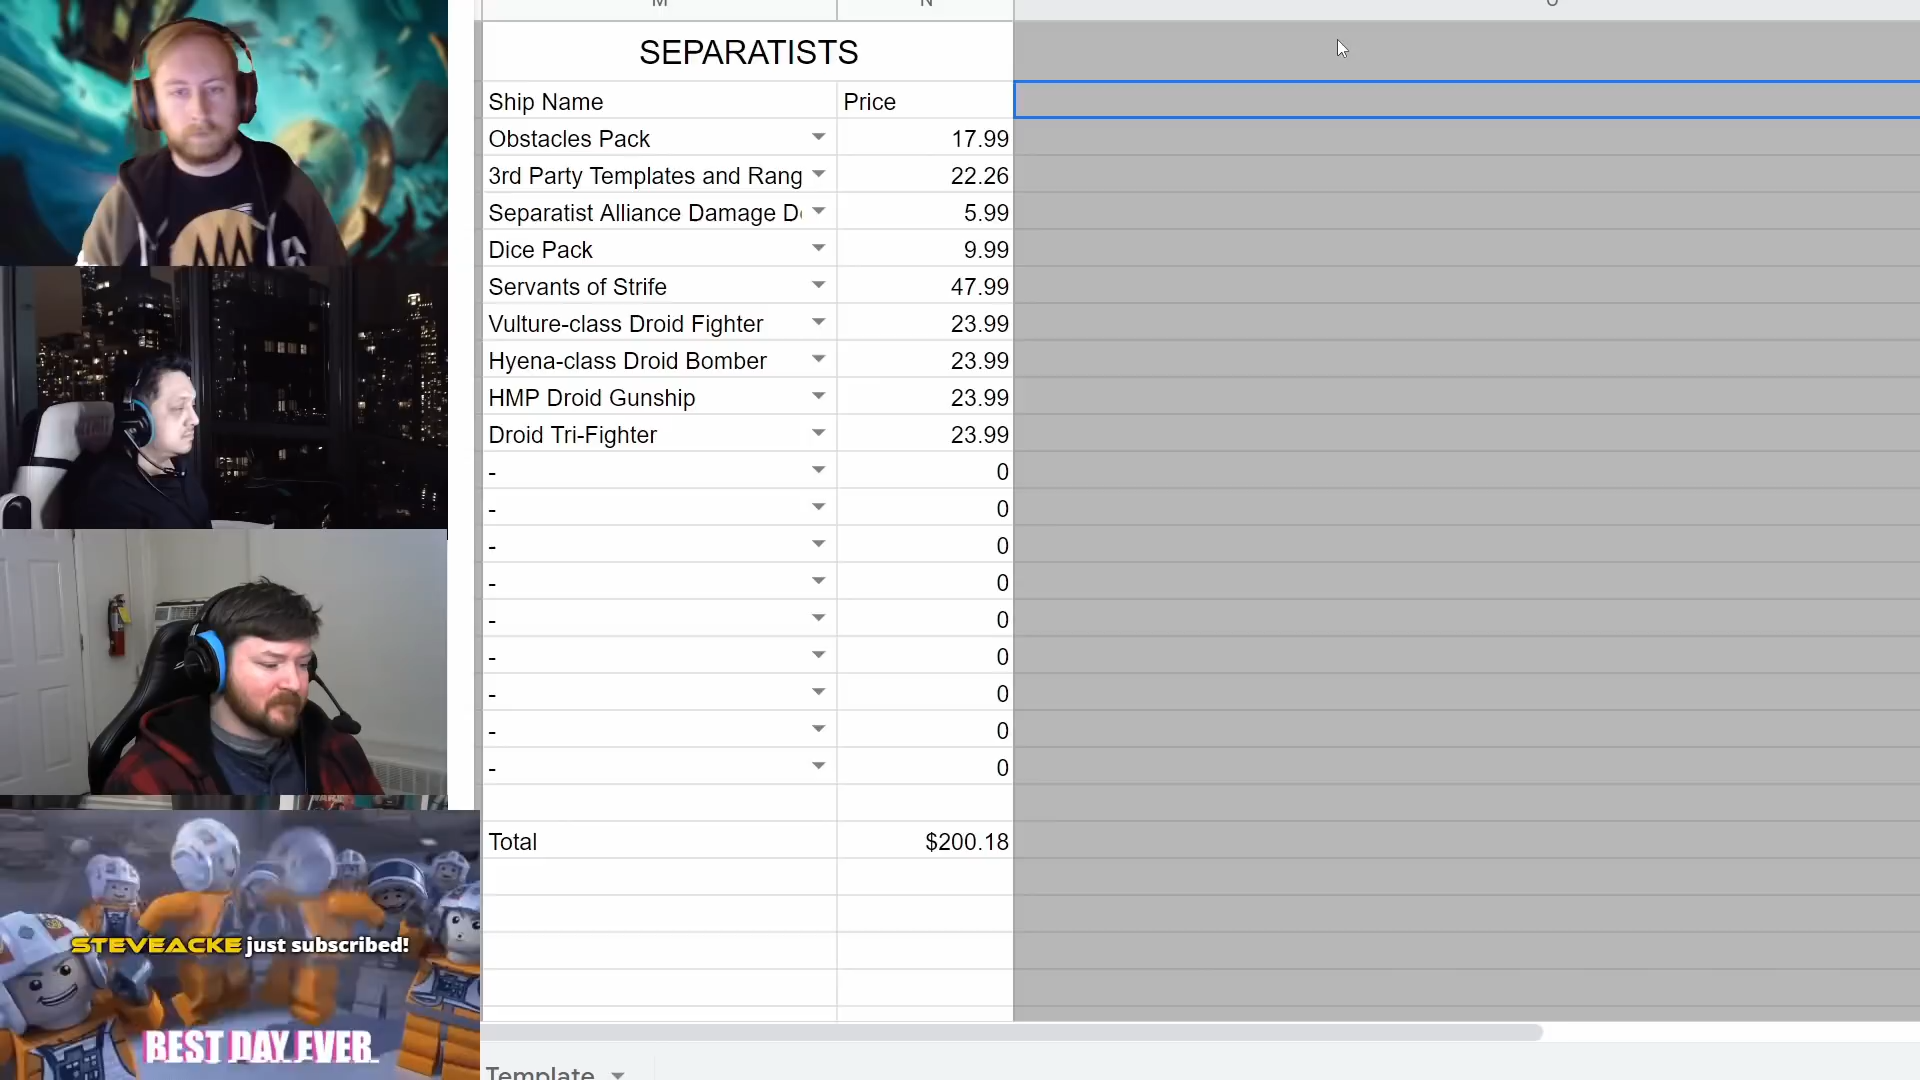 M N O
SEPARATISTS
Ship Name Price
Obstacles Pack 17.99
3rd Party Templates and Rang 22.26
Separatist Alliance Damage 5.99
Dice Pack 9.99
Servants of Strife 47.99
Vulture-class Droid Fighter 23.99
Hyena-class Droid Bomber 23.99
HMP Droid Gunship 23.99
Droid Tri-Fighter 23.99
- 0
- 0
- 0
- 0
- 0
- 0
- 0
- 0
- 0
Total $200.18
STEVEACKE just subscribed!
BEST DAY EVER
Template